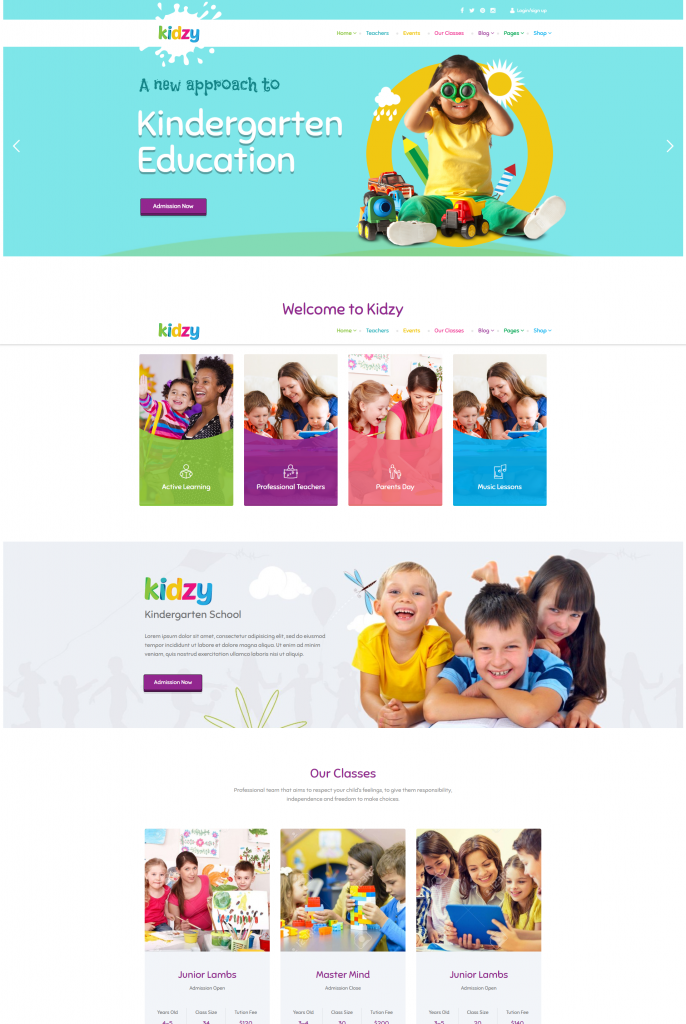 Login/sign up
kidzy
Home Teachers Events Our Classes Blog Pages Shop
A new approach to
Kindergarten
Education
Admission Now
Welcome to Kidzy
kidzy
Home Teachers Events Our Classes Blog Pages Shop
Active Learning Professional Teachers Parents Day Music Lessons
kidzy
Kindergarten School
Lorem ipsum dolor sit amet, consectetur adipisicing elit, sed do eiusmod
tempor incididunt ut labore et dolore magna aliqua. Ut enim ad minim
veniam, quis nostrud exercitation ullamco laboris nisi ut aliquip.
Admission Now
Our Classes
Professional team that aims to respect your child's feelings, to give them responsibility,
independence and freedom to make choices.
Junior Lambs Master Mind Junior Lambs
Admission Open Admission Close Admission Open
Years Old Class Size Tution Fee Years Old Class Size Tution Fee Years Old Class Size Tution Fee
4-5 34 $120 3-4 30 $200 3-5 20 $140